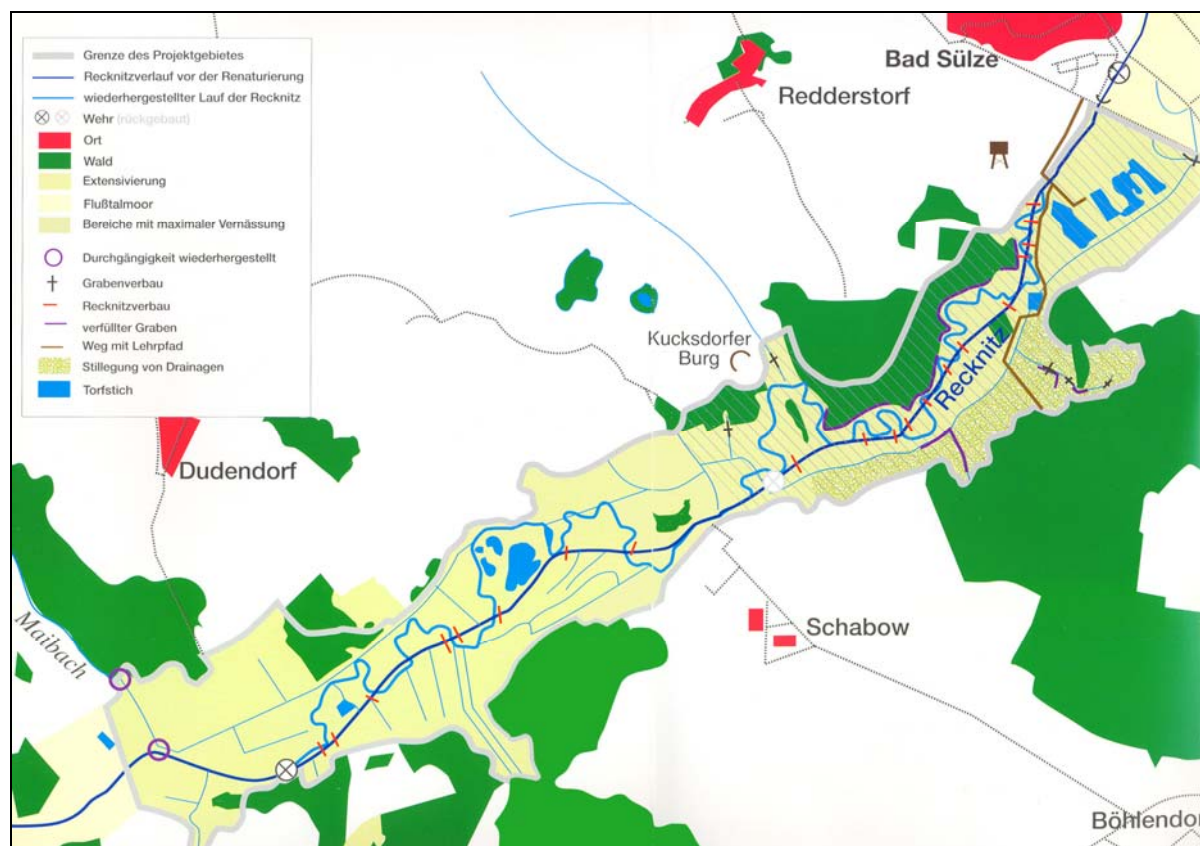 Grenze des Projektgebietes
Recknitzverlauf vor der Renaturierung
wiederhergestellter Lauf der Recknitz
Wehr (rückgebaut)
Ort
Wald
Extensivierung
Flußtalmoor
Bereiche mit maximaler Vernässung
Durchgängigkeit wiederhergestellt
Grabenverbau
Recknitzverbau
verfüllter Graben
Weg mit Lehrpfad
Stillegung von Drainagen
Torfstich
Bad Sülze
Redderstorf
Kucksdorfer
Burg
Recknitz
Dudendorf
Maibach
Schabow
Böhlendor